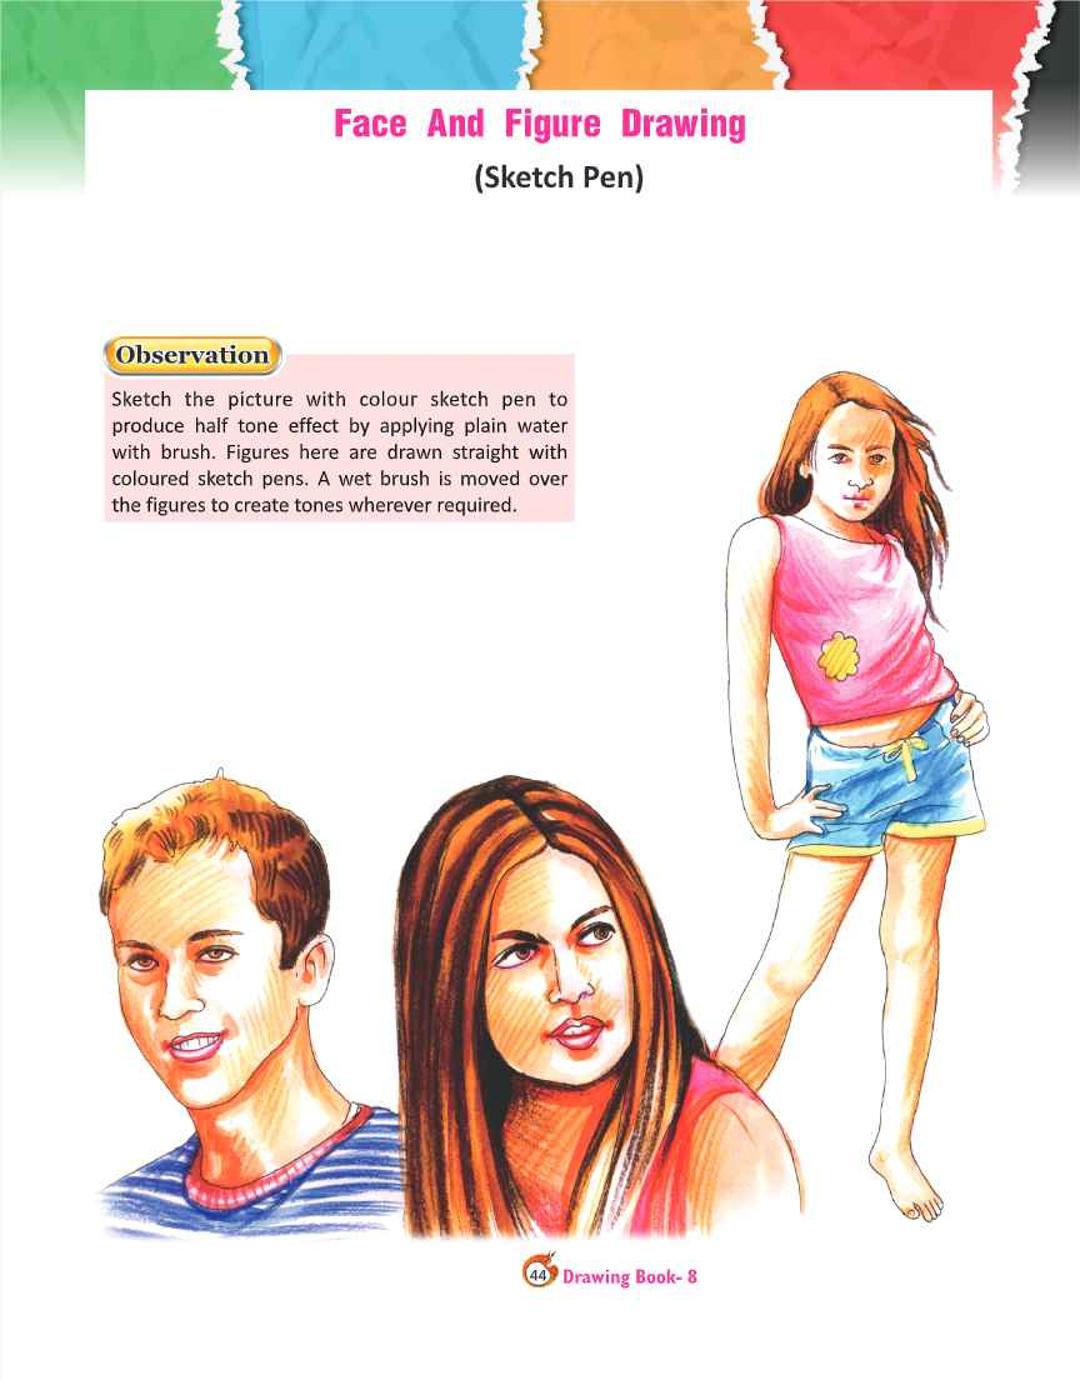 Face And Figure Drawing
(Sketch Pen)
Observation
Sketch the picture with colour sketch pen to
produce half tone effect by applying plain water
with brush. Figures here are drawn straight with
coloured sketch pens. A wet brush is moved over
the figures to create tones wherever required.
44 Drawing Book- 8